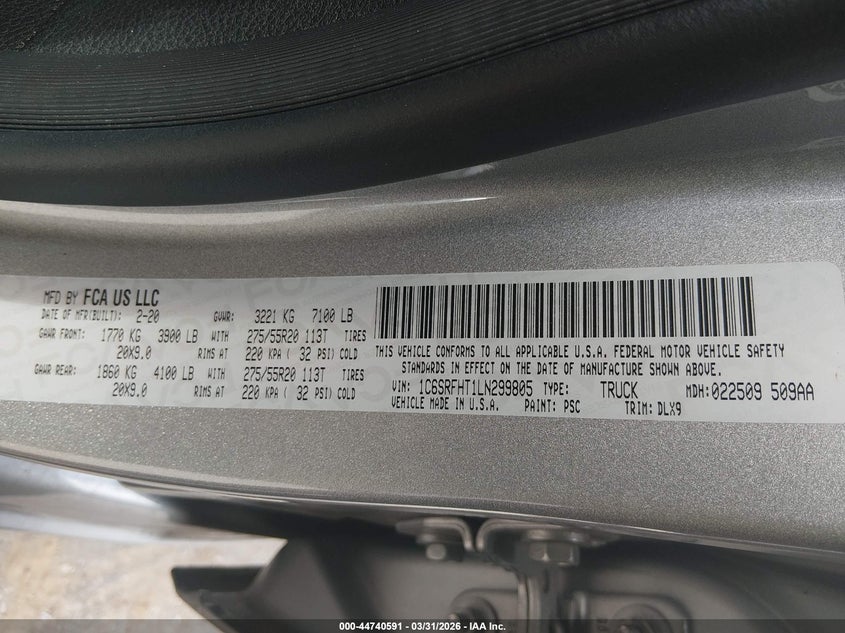 MFD BY FCA US LLC
DATE OF MFR(BUILT): 2-20 GVWR: 3221 KG 7100 LB
GAWR FRONT: 1770 KG 3900 LB WITH 275/55R20 113T TIRES
20X9.0 RIMS AT 220 KPA ( 32 PSI) COLD
GAWR REAR: 1860 KG 4100 LB WITH 275/55R20 113T TIRES
20X9.0 RIMS AT 220 KPA ( 32 PSI) COLD
THIS VEHICLE CONFORMS TO ALL APPLICABLE U.S.A. FEDERAL MOTOR VEHICLE SAFETY
STANDARDS IN EFFECT ON THE DATE OF MANUFACTURE SHOWN ABOVE.
VIN: 1C6SRFHT1LN299805 TYPE: TRUCK MDH:022509 509AA
VEHICLE MADE IN U.S.A. PAINT: PSC TRIM: DLX9
000-44740591 - 03/31/2026 - IAA Inc.